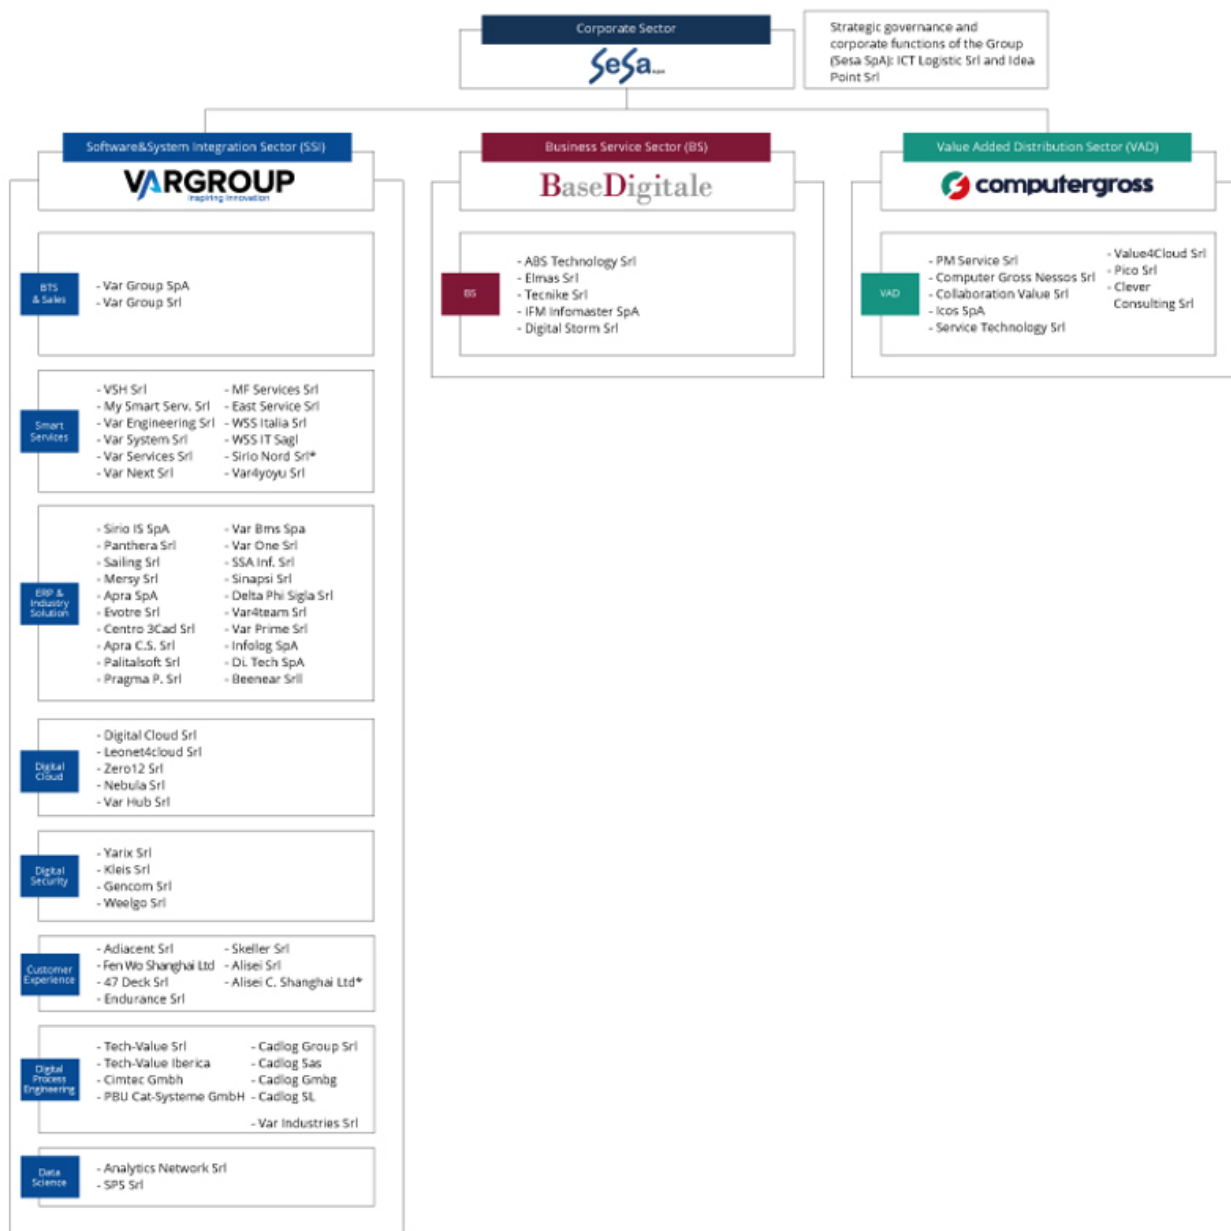 Corporate Sector
SeSa
Strategic governance and
corporate functions of the Group
(Sesa SpA): ICT Logistic Srl and Idea
Point Srl
Software&System Integration Sector (SSI)
VARGROUP
Inspiring Innovation
BTS
& Sales
- Var Group SpA
- Var Group Srl
Smart
Services
- VSH Srl
- My Smart Serv. Srl
- Var Engineering Srl
- Var System Srl
- Var Services Srl
- Var Next Srl
- MF Services Srl
- East Service Srl
- WSS Italia Srl
- WSS IT Sagl
- Sirio Nord Srl*
- Var4yoyu Srl
ERP &
Industry
Solution
- Sirio IS SpA
- Panthera Srl
- Sailing Srl
- Mersy Srl
- Apra SpA
- Evotre Srl
- Centro 3Cad Srl
- Apra C.S. Srl
- Palitalsoft Srl
- Pragma P. Srl
- Var Bms Spa
- Var One Srl
- SSA Inf. Srl
- Sinapsi Srl
- Delta Phi Sigla Srl
- Var4team Srl
- Var Prime Srl
- Infolog SpA
- Di. Tech SpA
- Beenear Srll
Digital
Cloud
- Digital Cloud Srl
- Leonet4cloud Srl
- Zero12 Srl
- Nebula Srl
- Var Hub Srl
Digital
Security
- Yarix Srl
- Kleis Srl
- Gencom Srl
- Weelgo Srl
Customer
Experience
- Adiacent Srl
- Fen Wo Shanghai Ltd
- 47 Deck Srl
- Endurance Srl
- Skeller Srl
- Alisei Srl
- Alisei C. Shanghai Ltd*
Digital
Process
Engineering
- Tech-Value Srl
- Tech-Value Iberica
- Cimtec Gmbh
- PBU Cat-Systeme GmbH
- Cadlog Group Srl
- Cadlog Sas
- Cadlog Gmbg
- Cadlog SL
- Var Industries Srl
Data
Science
- Analytics Network Srl
- SPS Srl
Business Service Sector (BS)
BaseDigitale
BS
- ABS Technology Srl
- Elmas Srl
- Tecnike Srl
- IFM Infomaster SpA
- Digital Storm Srl
Value Added Distribution Sector (VAD)
computergross
VAD
- PM Service Srl
- Computer Gross Nessos Srl
- Collaboration Value Srl
- Icos SpA
- Service Technology Srl
- Value4Cloud Srl
- Pico Srl
- Clever
Consulting Srl